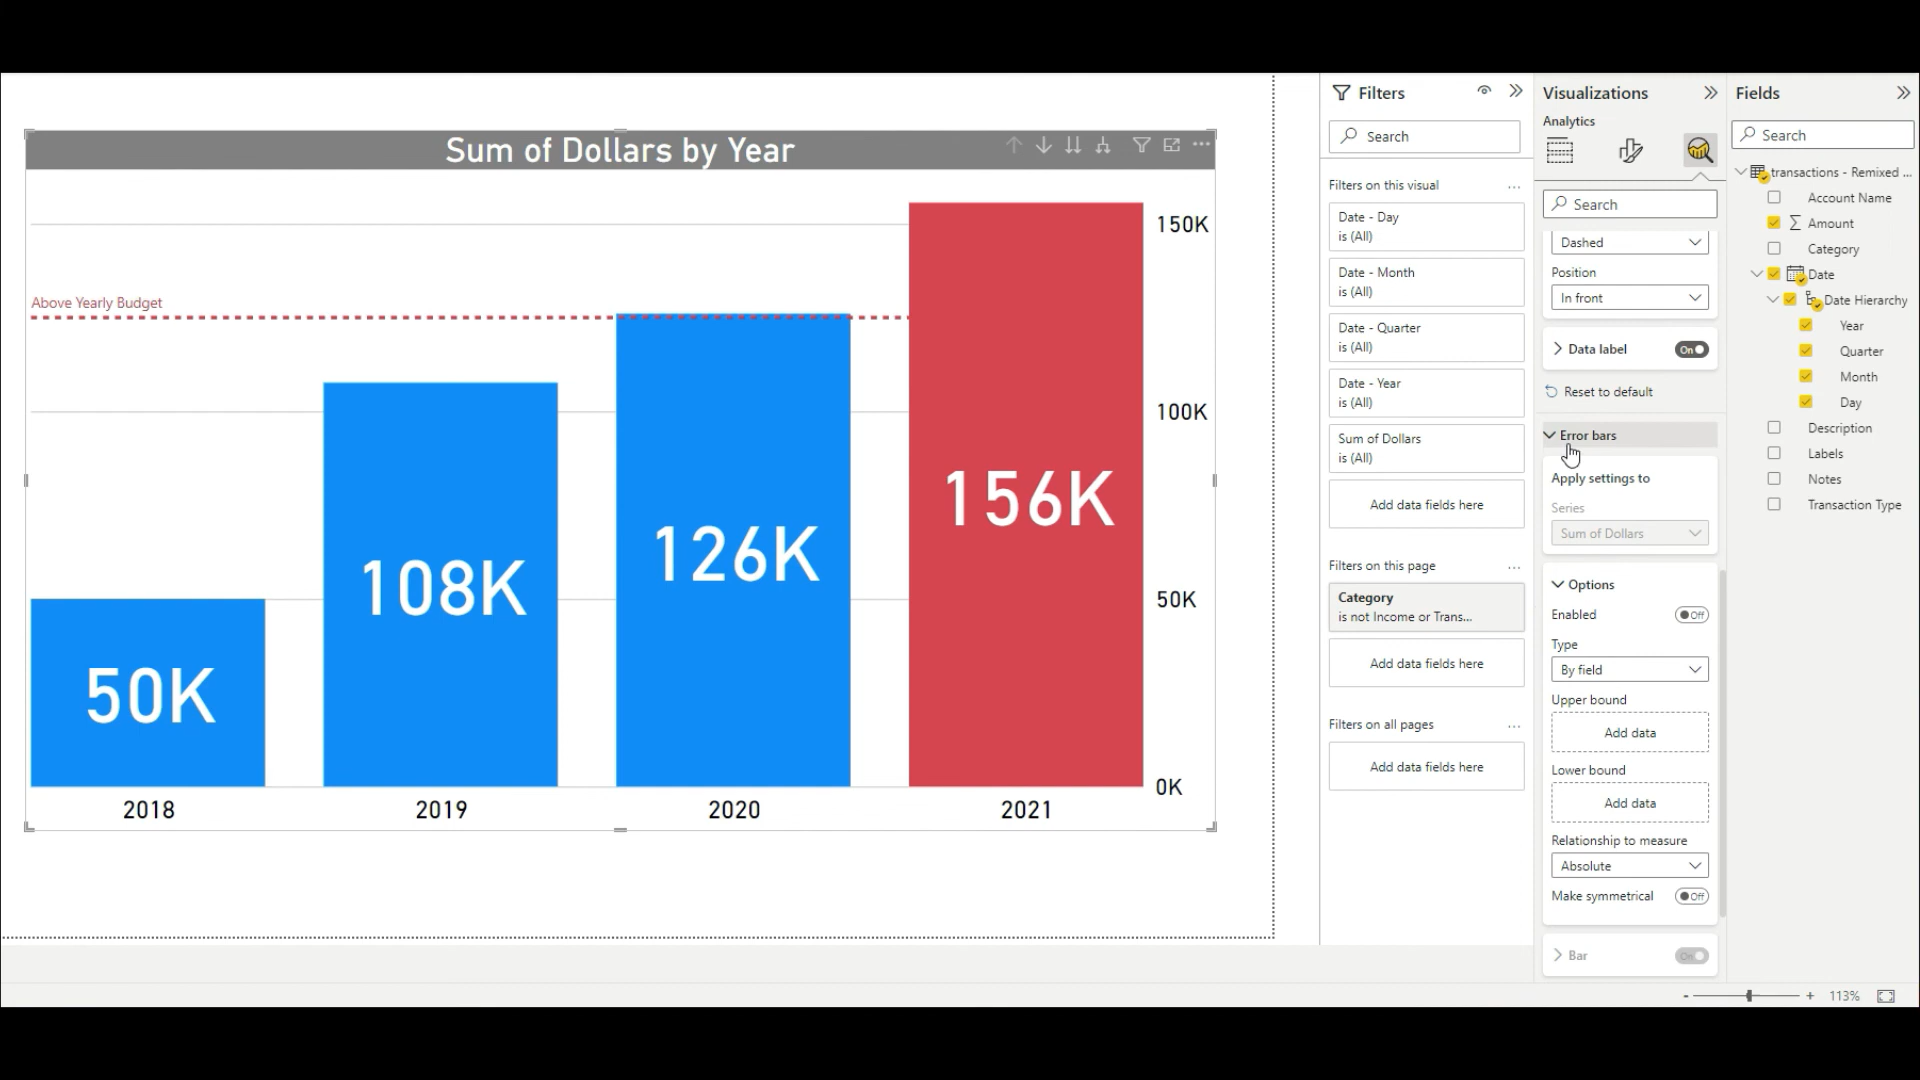 Sum of Dollars by Year
Above Yearly Budget
150K
100K
50K
0K
50K
108K
126K
156K
2018
2019
2020
2021
Filters
Search
Filters on this visual
Date - Day
is (All)
Date - Month
is (All)
Date - Quarter
is (All)
Date - Year
is (All)
Sum of Dollars
is (All)
Add data fields here
Filters on this page
Category
is not Income or Trans...
Add data fields here
Filters on all pages
Add data fields here
Visualizations
Analytics
Search
Dashed
Position
In front
Data label
On
Reset to default
Error bars
Apply settings to
Series
Sum of Dollars
Options
Enabled
Off
Type
By field
Upper bound
Add data
Lower bound
Add data
Relationship to measure
Absolute
Make symmetrical
Off
Bar
On
Fields
Search
transactions - Remixed ...
Account Name
Amount
Category
Date
Date Hierarchy
Year
Quarter
Month
Day
Description
Labels
Notes
Transaction Type
- + 113%